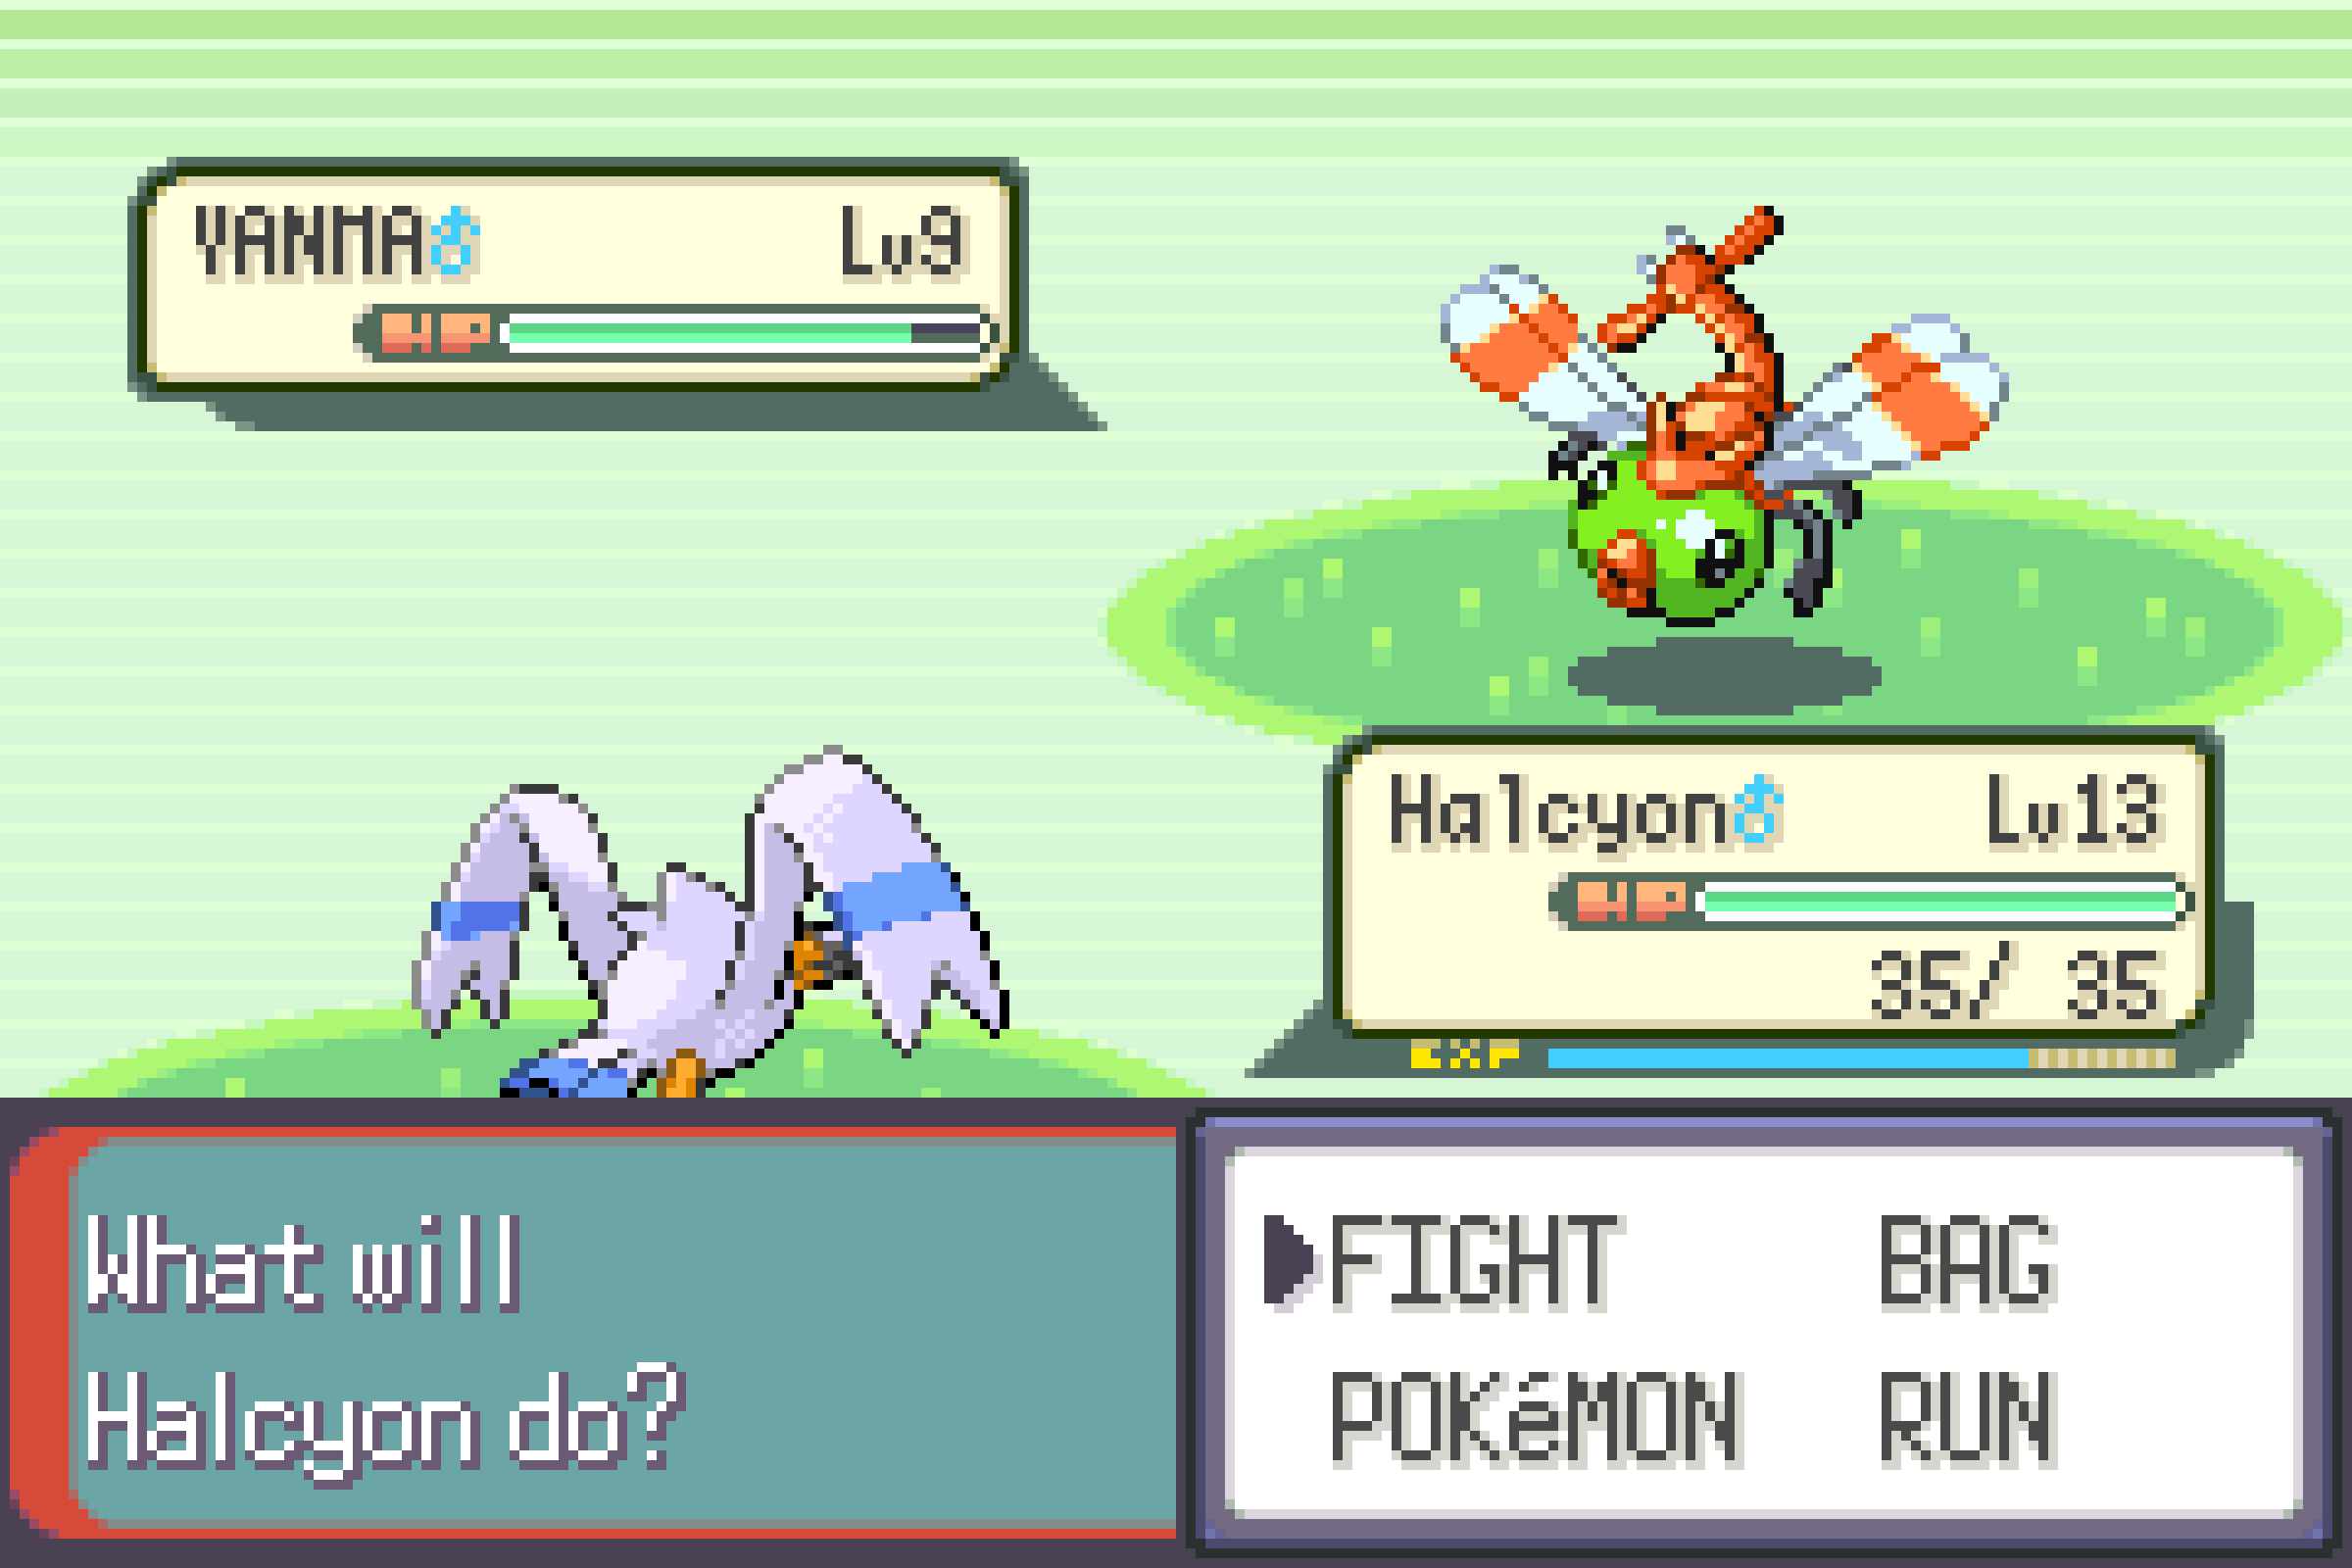 YANMA♂ Lv9
HP
Halcyon♂ Lv13
HP
35/ 35
EXP
What will
Halcyon do?
FIGHT BAG
POKéMON RUN